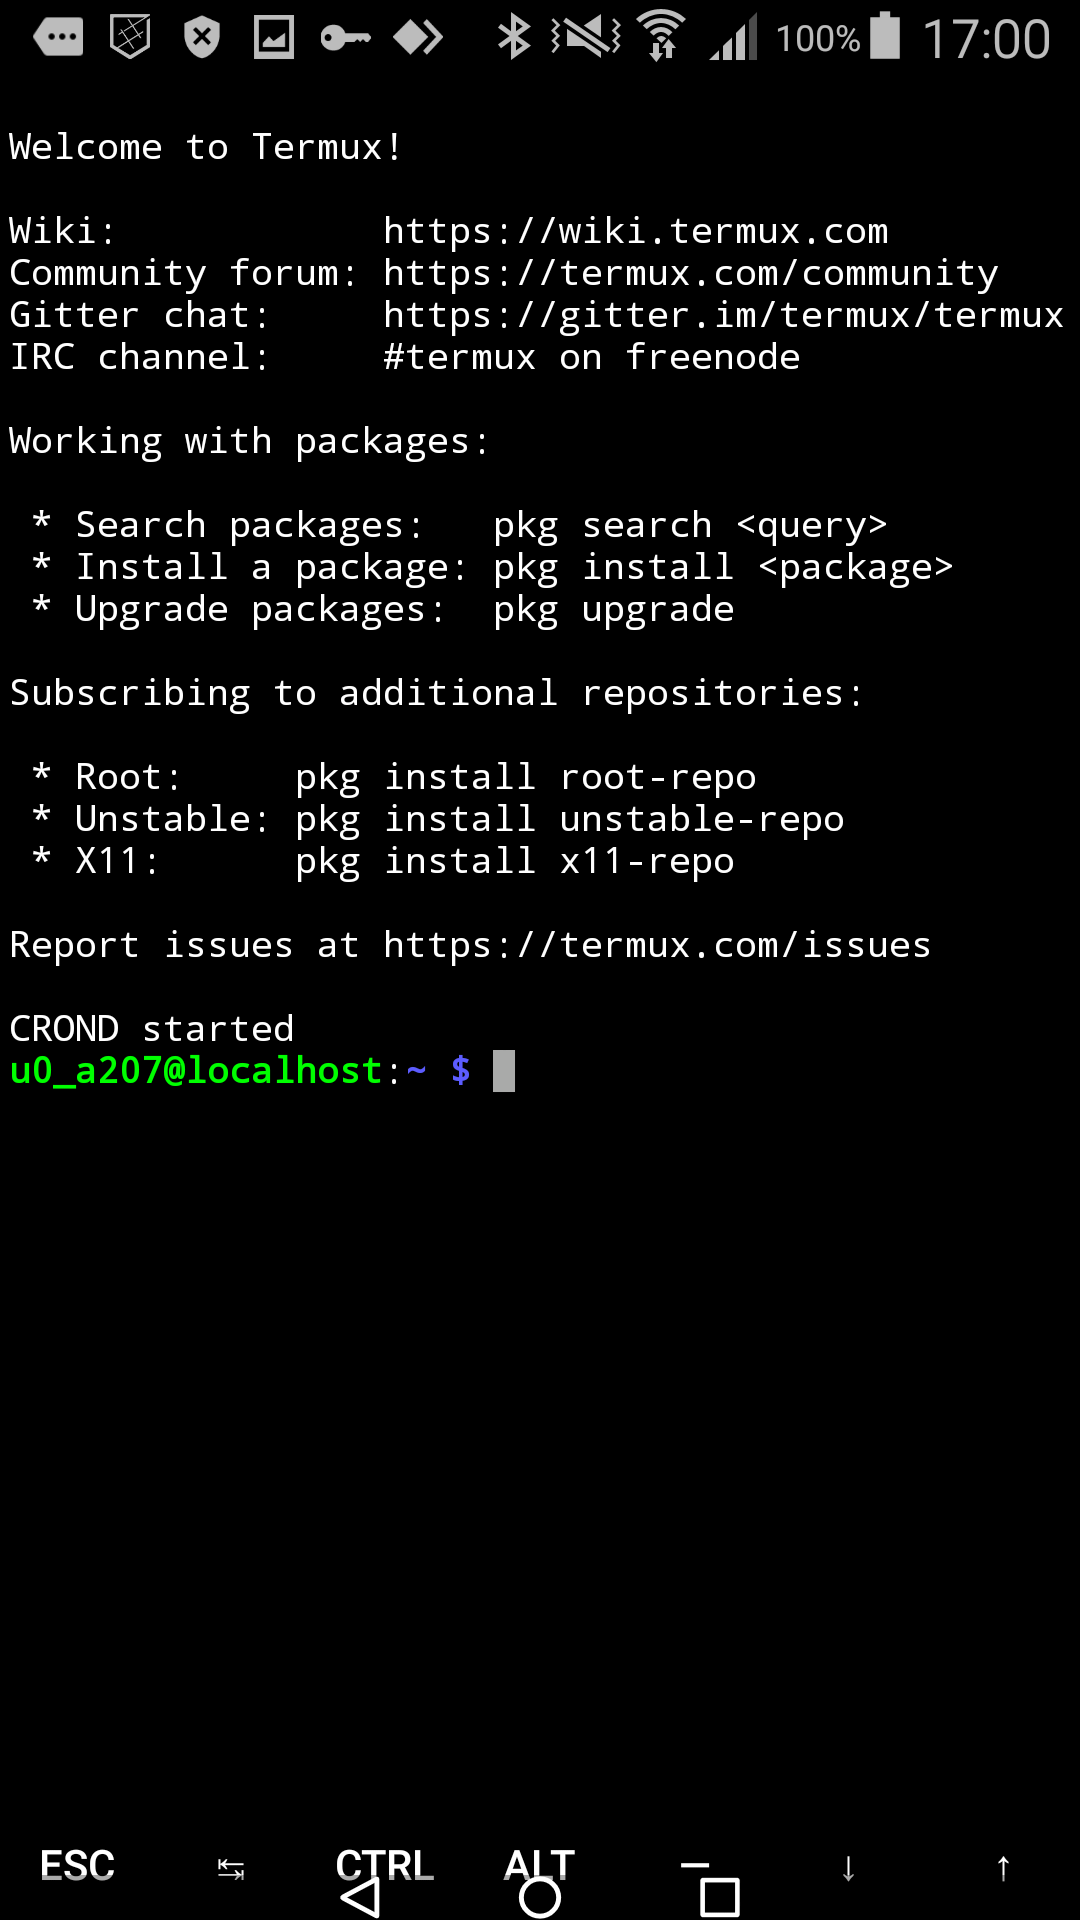 100% 17:00
Welcome to Termux!
Wiki: https://wiki.termux.com
Community forum: https://termux.com/community
Gitter chat: https://gitter.im/termux/termux
IRC channel: #termux on freenode
Working with packages:
* Search packages: pkg search <query>
* Install a package: pkg install <package>
* Upgrade packages: pkg upgrade
Subscribing to additional repositories:
* Root: pkg install root-repo
* Unstable: pkg install unstable-repo
* X11: pkg install x11-repo
Report issues at https://termux.com/issues
CROND started
u0_a207@localhost:~ $
ESC ↹ CTRL ALT − ↓ ↑